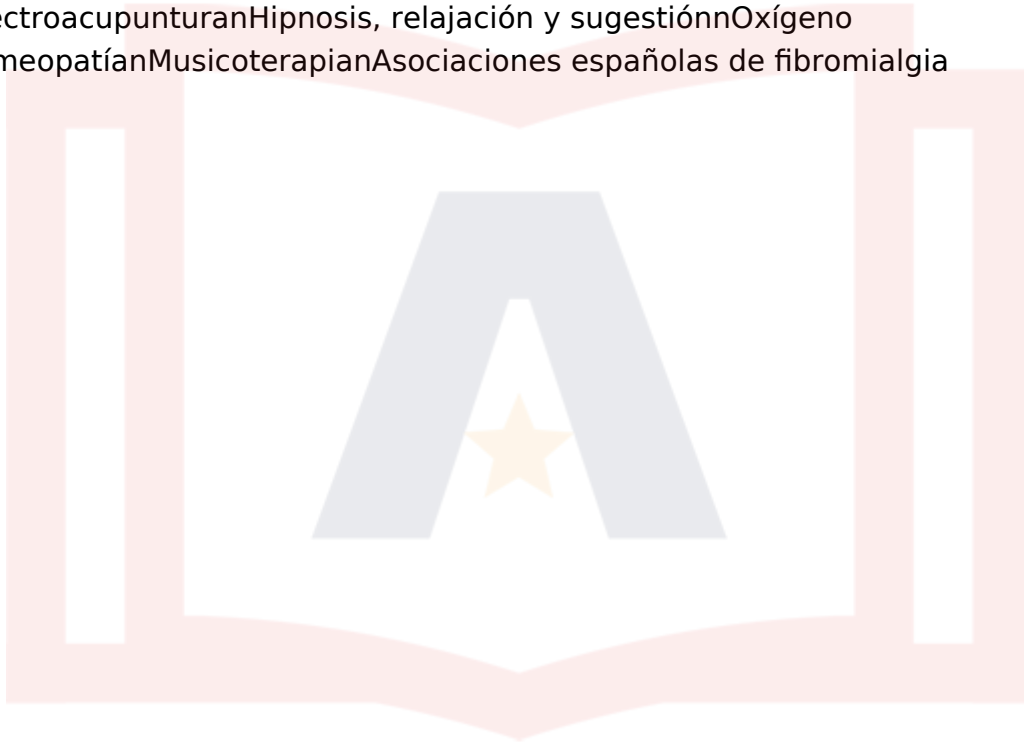 ectroacupunturanHipnosis, relajación y sugestiónnOxígeno
meopatíanMusicoterapianAsociaciones españolas de fibromialgia